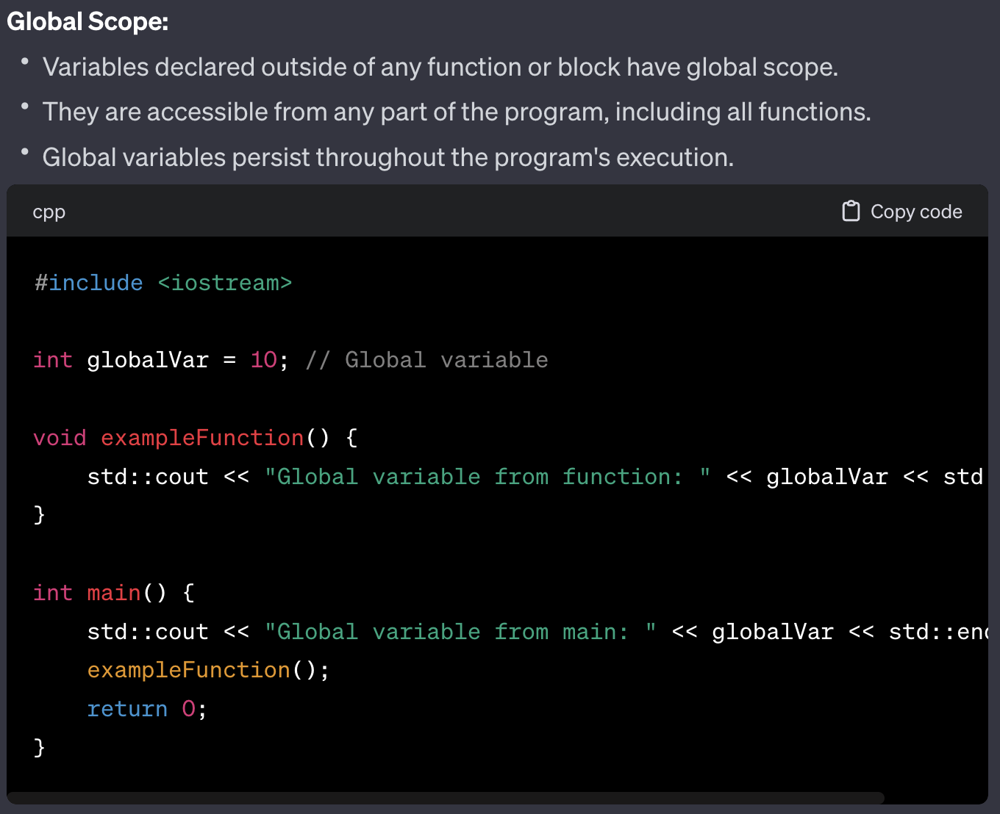 Global Scope:
• Variables declared outside of any function or block have global scope.
• They are accessible from any part of the program, including all functions.
• Global variables persist throughout the program's execution.
cpp Copy code
#include <iostream>
int globalVar = 10; // Global variable
void exampleFunction() {
    std::cout << "Global variable from function: " << globalVar << std
}
int main() {
    std::cout << "Global variable from main: " << globalVar << std::en
    exampleFunction();
    return 0;
}